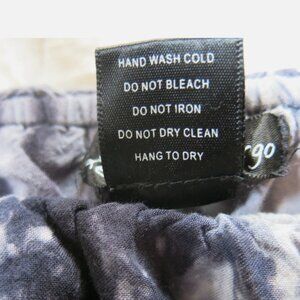 HAND WASH COLD
DO NOT BLEACH
DO NOT IRON
DO NOT DRY CLEAN
HANG TO DRY